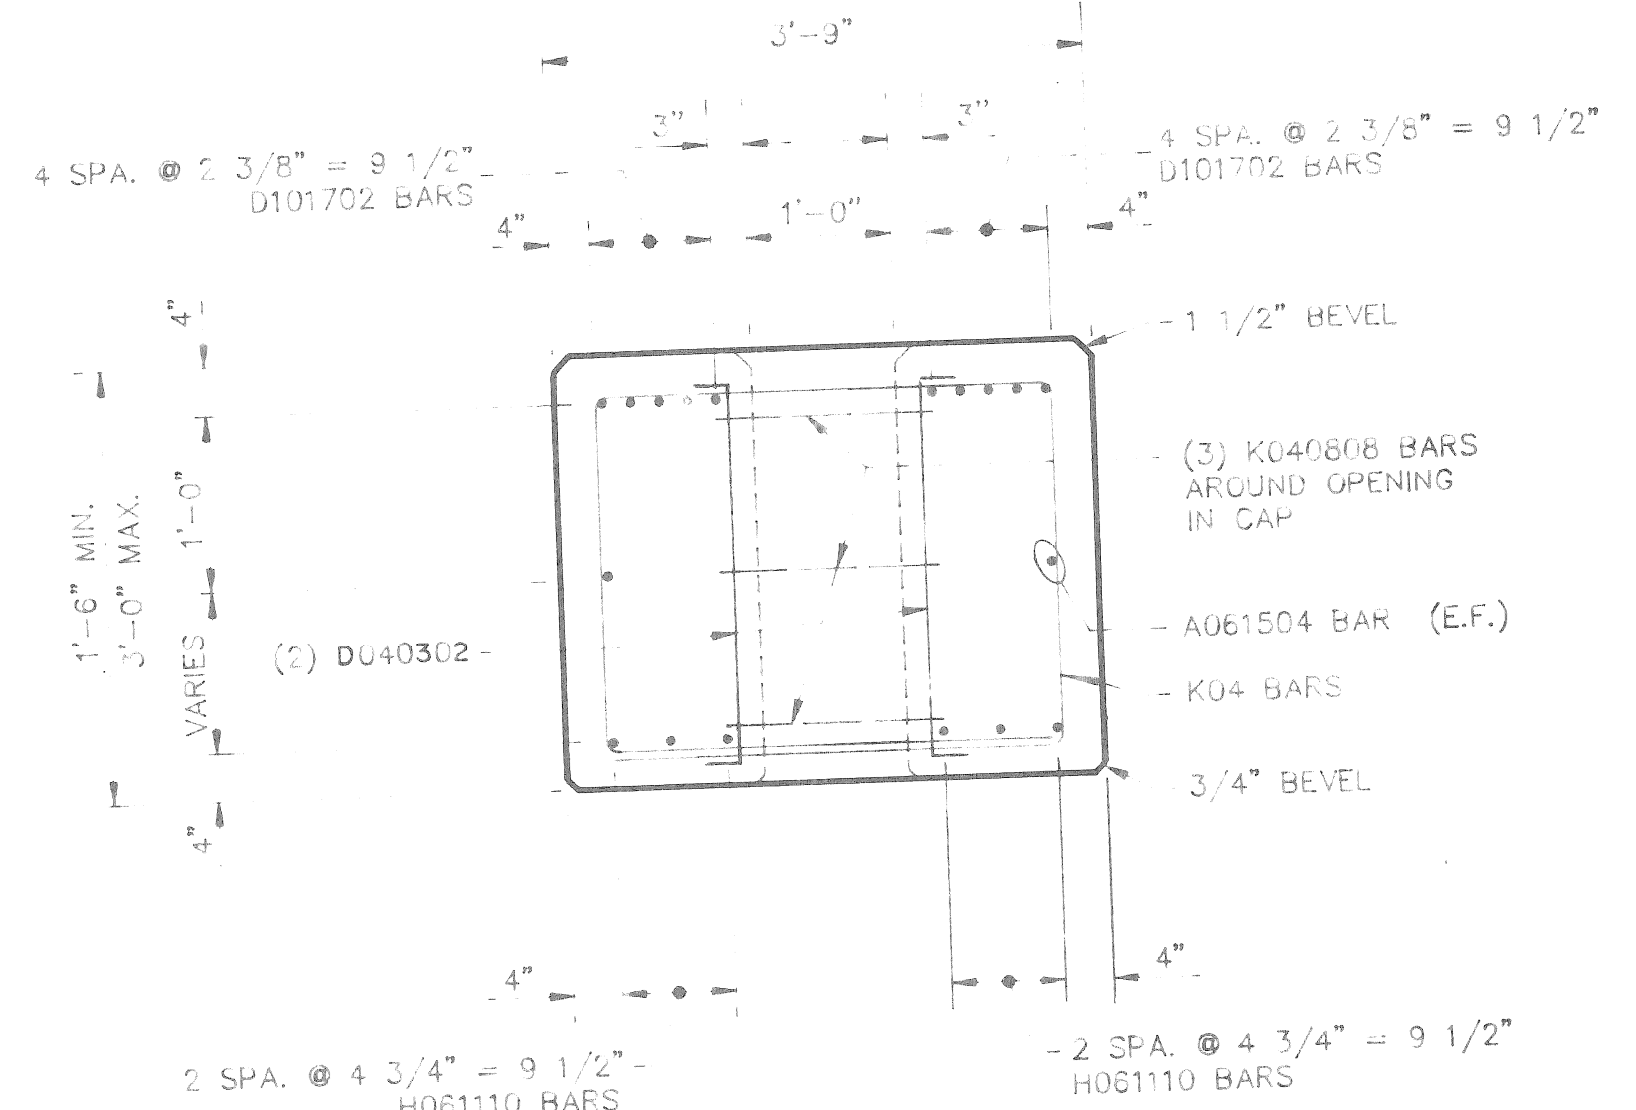 3'-9"
3"
3"
4 SPA. @ 2 3/8" = 9 1/2"
D101702 BARS
4 SPA. @ 2 3/8" = 9 1/2"
D101702 BARS
4"
1'-0"
4"
4"
1 1/2" BEVEL
(3) K040808 BARS
AROUND OPENING
IN CAP
1'-0"
1'-6" MIN.
3'-0" MAX.
VARIES
(2) D040302
A061504 BAR (E.F.)
K04 BARS
3/4" BEVEL
4"
4"
4"
2 SPA. @ 4 3/4" = 9 1/2"
H061110 BARS
2 SPA. @ 4 3/4" = 9 1/2"
H061110 BARS